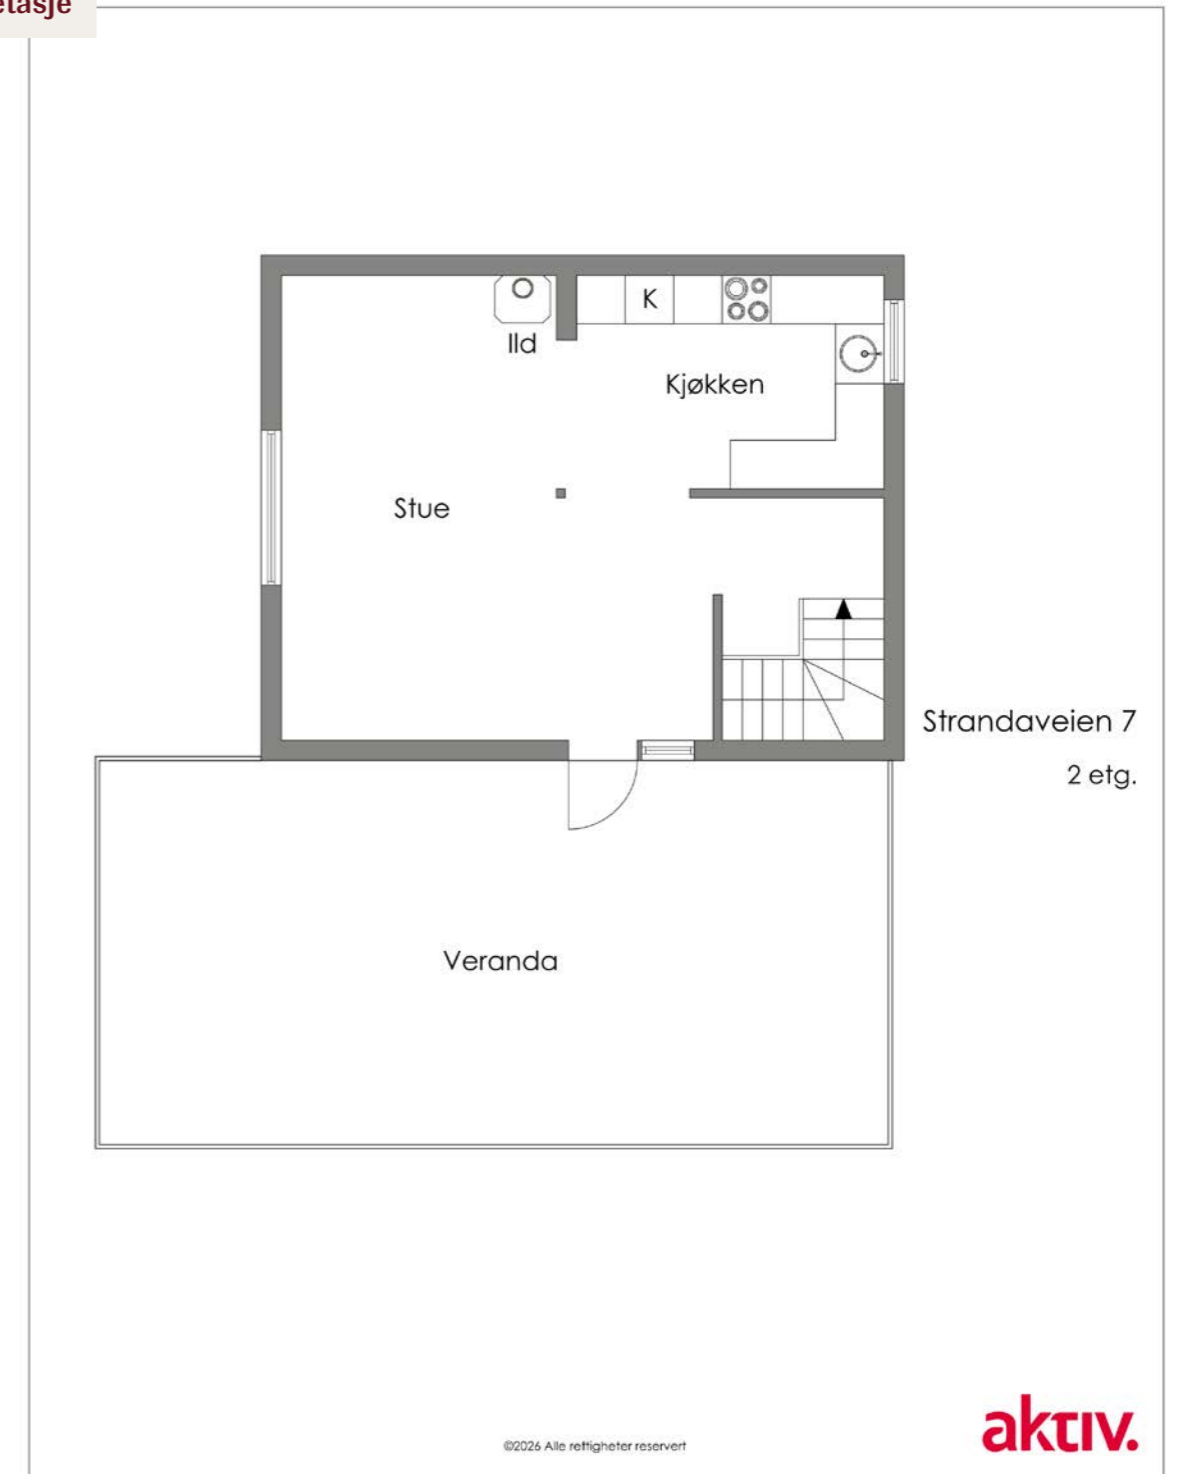 etasje
K
Ild
Kjøkken
Stue
Strandaveien 7
2 etg.
Veranda
©2026 Alle rettigheter reservert
aktiv.